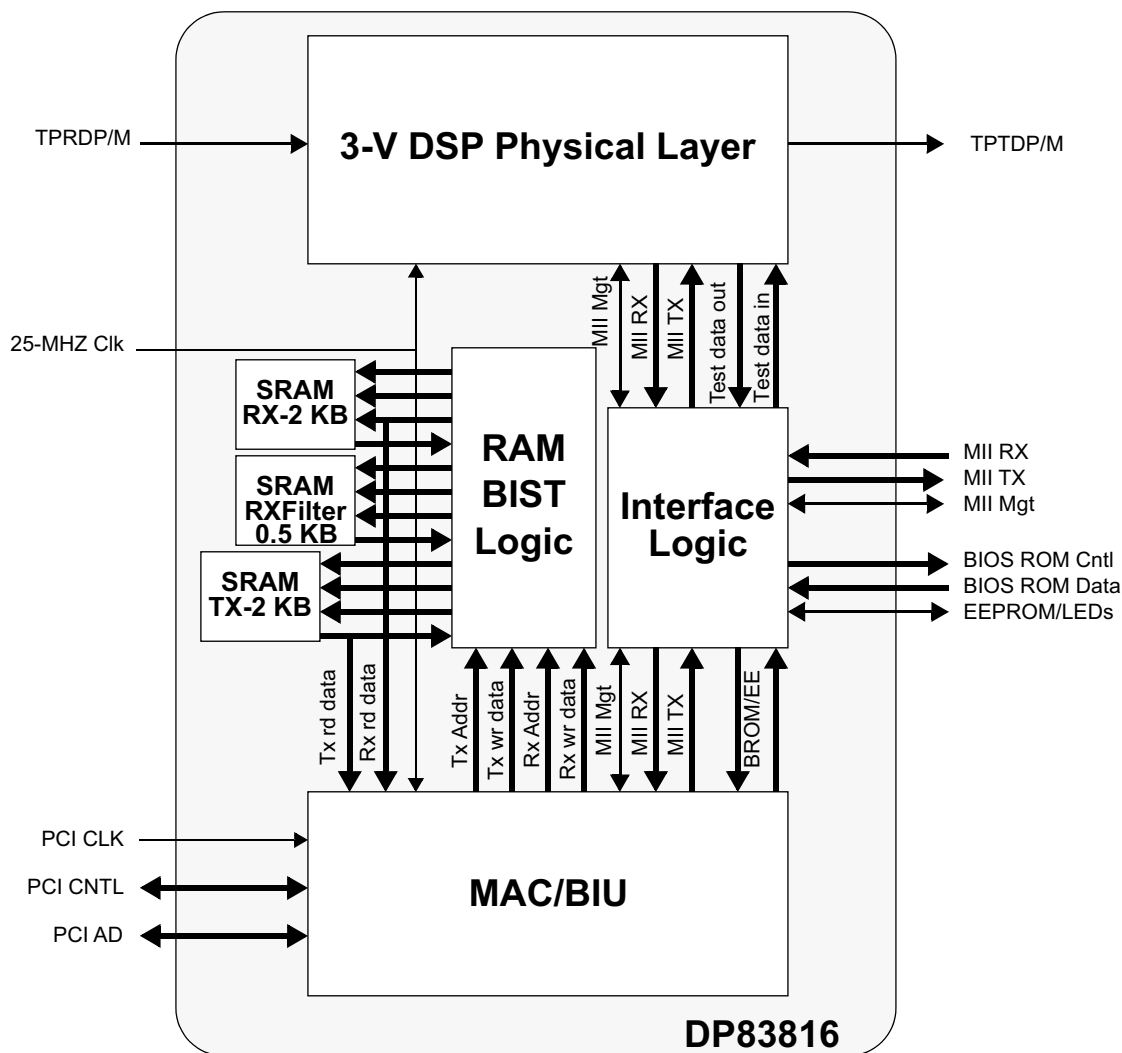 3-V DSP Physical Layer
TPRDP/M
TPTDP/M
MII Mgt
MII RX
MII TX
Test data out
Test data in
25-MHZ Clk
SRAM
RX-2 KB
SRAM
RXFilter
0.5 KB
SRAM
TX-2 KB
RAM
BIST
Logic
Interface
Logic
MII RX
MII TX
MII Mgt
BIOS ROM Cntl
BIOS ROM Data
EEPROM/LEDs
Tx rd data
Rx rd data
Tx Addr
Tx wr data
Rx Addr
Rx wr data
MII Mgt
MII RX
MII TX
BROM/EE
PCI CLK
PCI CNTL
PCI AD
MAC/BIU
DP83816